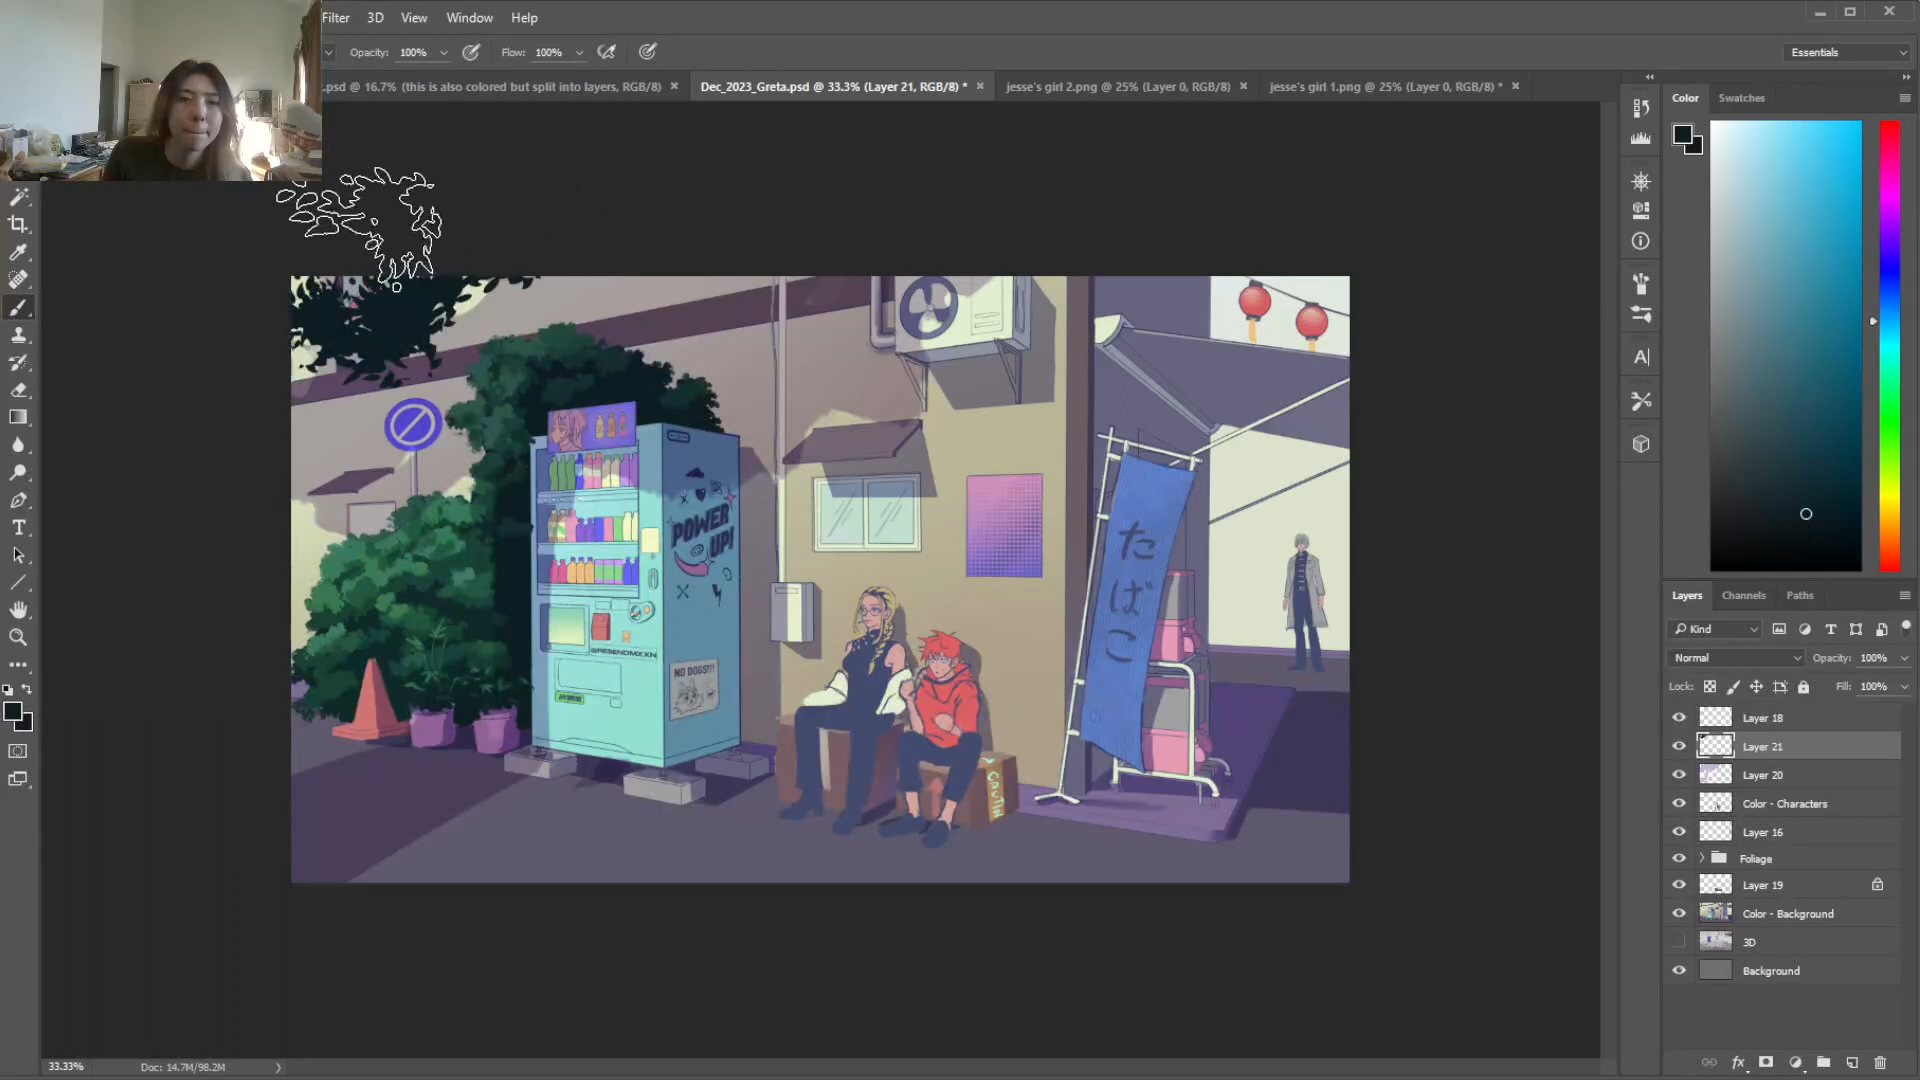 Filter 3D View Window Help
Opacity: 100% Flow: 100% Essentials
.psd @ 16.7% (this is also colored but split into layers, RGB/8) Dec_2023_Greta.psd @ 33.3% (Layer 21, RGB/8) * jesse's girl 2.png @ 25% (Layer 0, RGB/8) jesse's girl 1.png @ 25% (Layer 0, RGB/8) *
Color Swatches
POWER
UP!
@RESENDMXXN
NO DOGS!!!
CAUTION
たばこ
Layers Channels Paths
Kind
Normal Opacity: 100%
Lock: Fill: 100%
Layer 18
Layer 21
Layer 20
Color - Characters
Layer 16
Foliage
Layer 19
Color - Background
3D
Background
33.33% Doc: 14.7M/98.2M